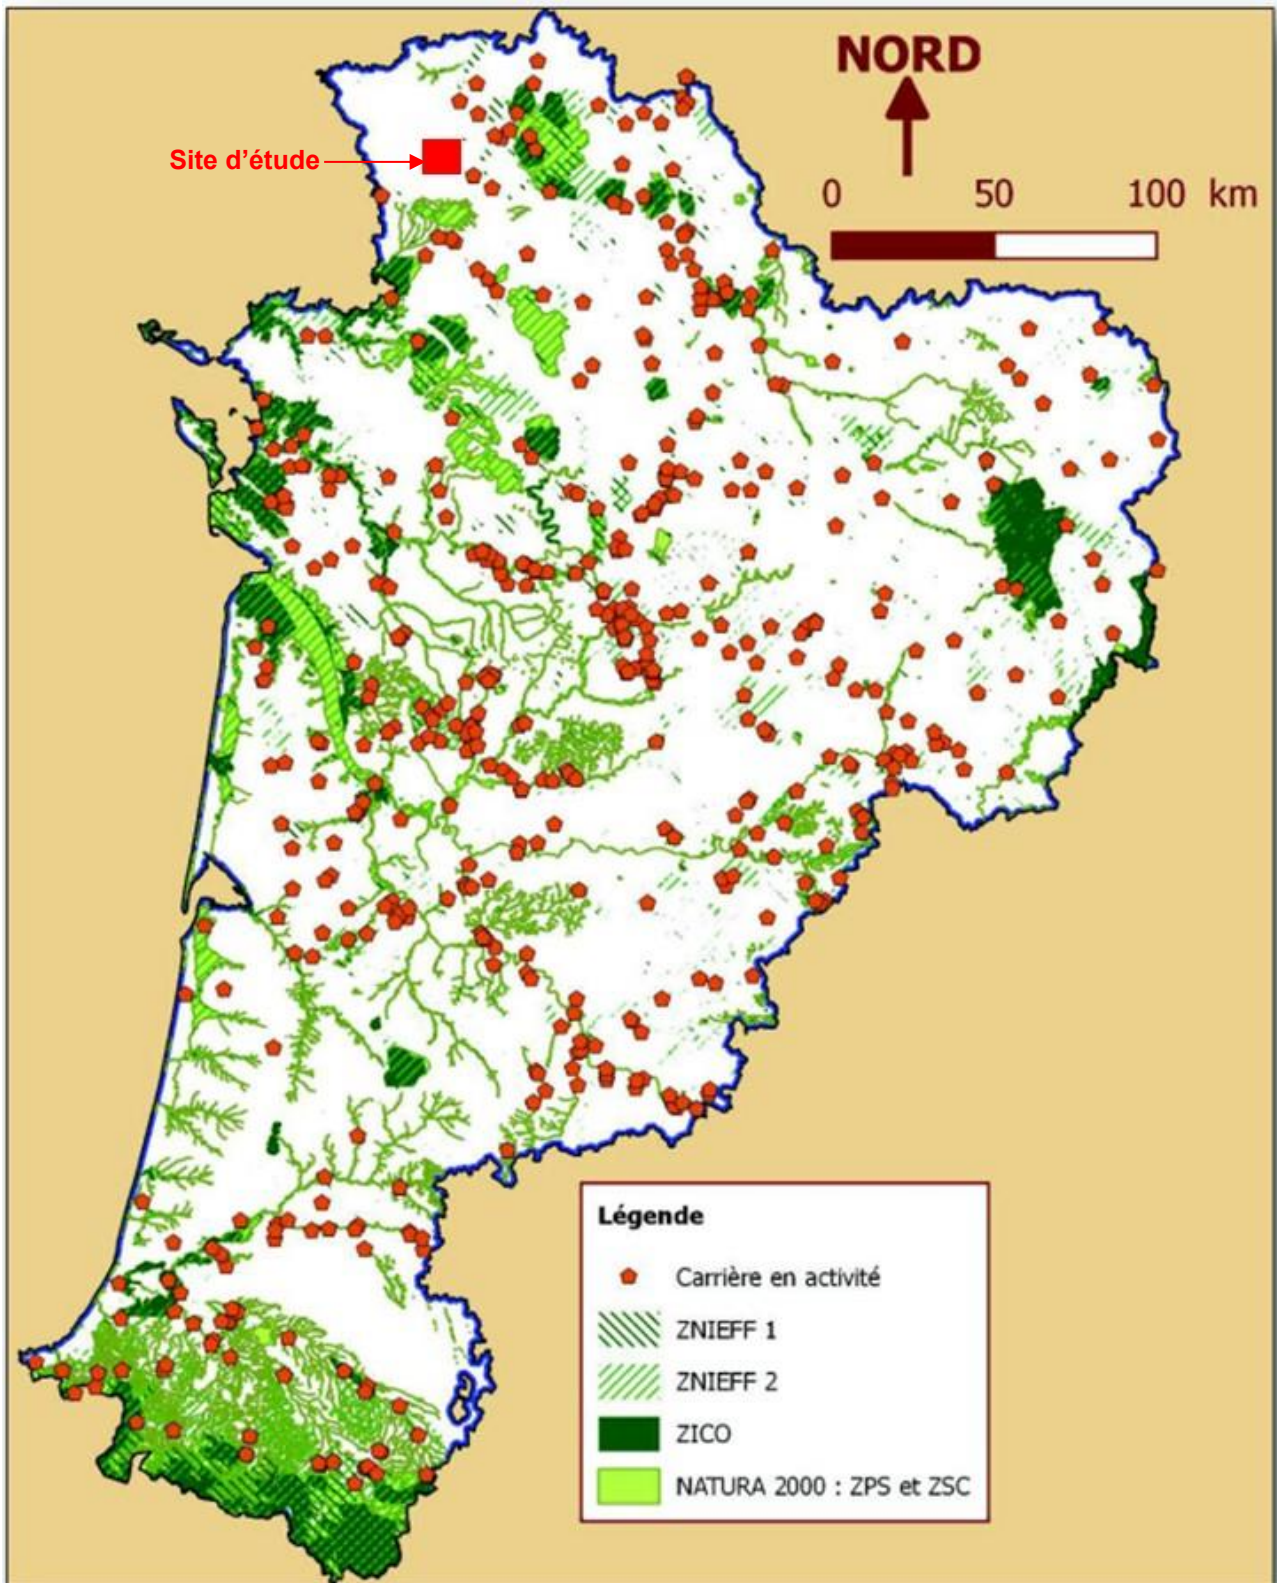 NORD
Site d'étude
0 50 100 km
Légende
Carrière en activité
ZNIEFF 1
ZNIEFF 2
ZICO
NATURA 2000 : ZPS et ZSC